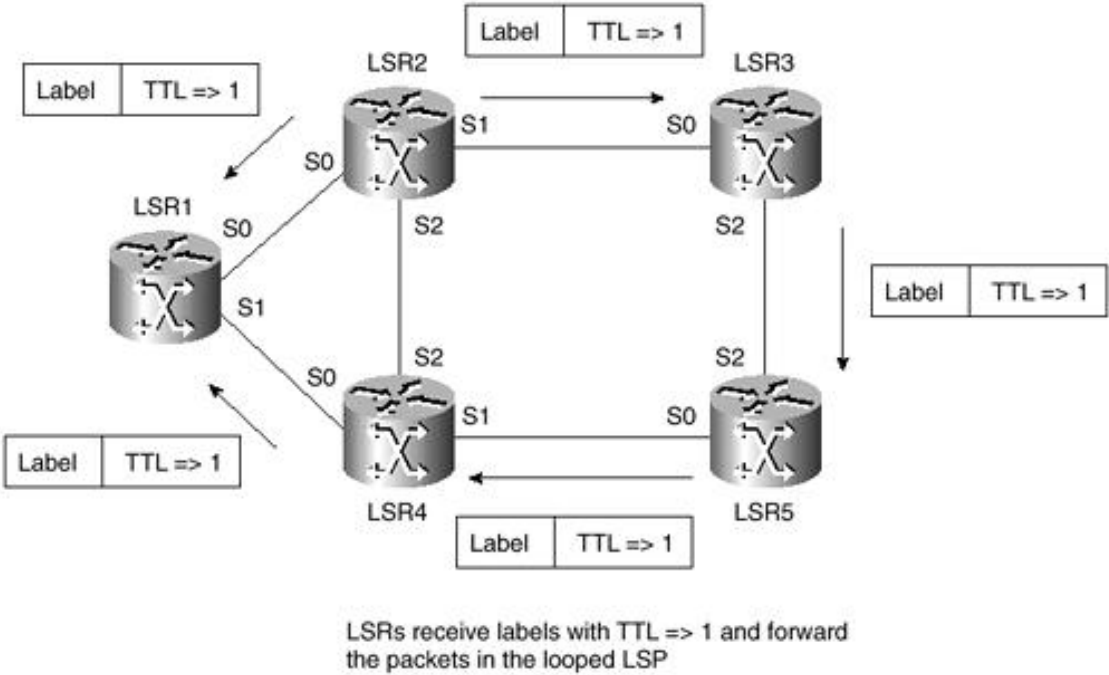 Label TTL => 1
LSR2
LSR3
Label TTL => 1
S1
S0
S0
LSR1
S0
S2
S2
Label TTL => 1
S1
S2
S2
S0
S1
S0
Label TTL => 1
LSR4
LSR5
Label TTL => 1
LSRs receive labels with TTL => 1 and forward
the packets in the looped LSP